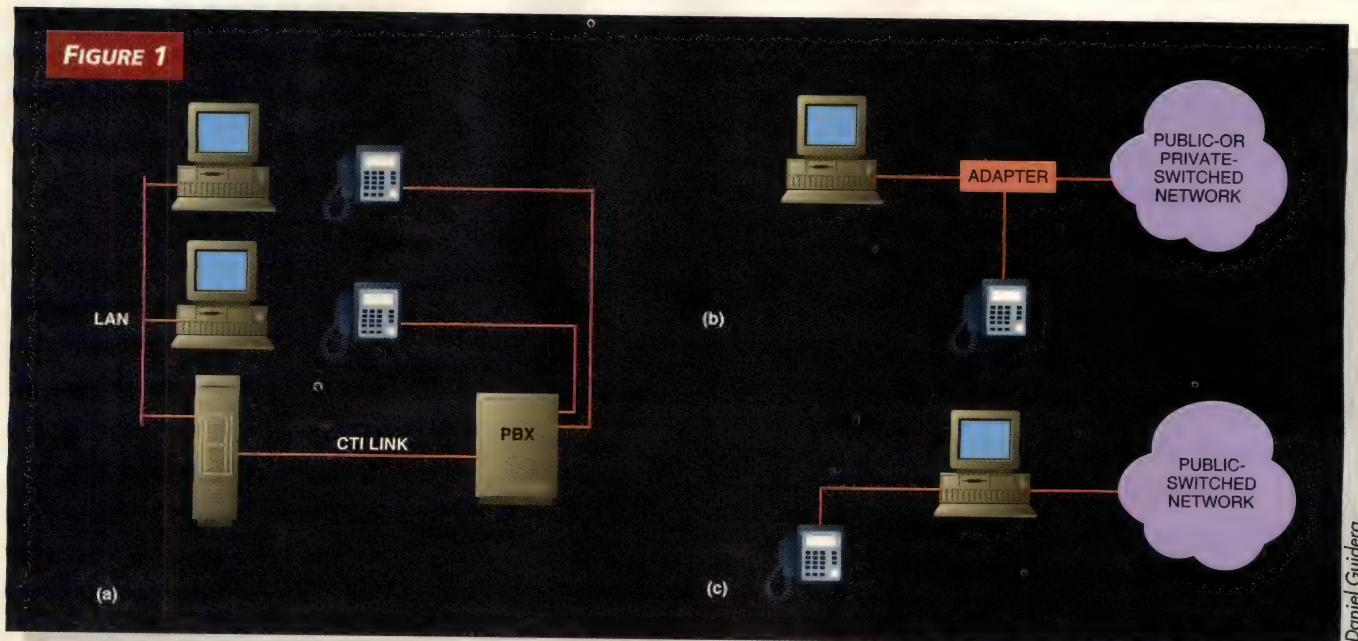 FIGURE 1
LAN
CTI LINK
PBX
(a)
ADAPTER
PUBLIC-OR
PRIVATE-
SWITCHED
NETWORK
(b)
PUBLIC-
SWITCHED
NETWORK
(c)
Daniel Guidera